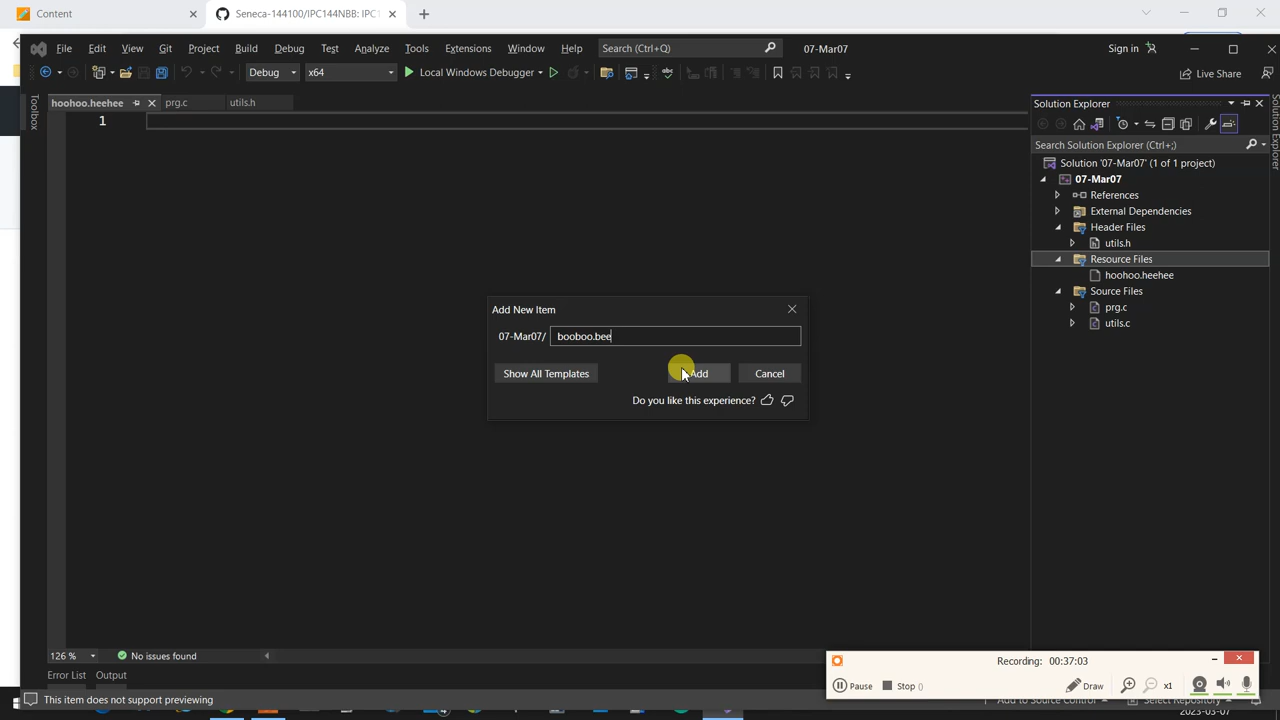 Content
Seneca-144100/IPC144NBB: IPC1
File Edit View Git Project Build Debug Test Analyze Tools Extensions Window Help Search (Ctrl+Q) 07-Mar07 Sign in
Debug x64 Local Windows Debugger Live Share
hoohoo.heehee prg.c utils.h
Toolbox
1
Solution Explorer
Solution Explorer
Search Solution Explorer (Ctrl+;)
Solution '07-Mar07' (1 of 1 project)
07-Mar07
References
External Dependencies
Header Files
utils.h
Resource Files
hoohoo.heehee
Source Files
prg.c
utils.c
Add New Item
07-Mar07/ booboo.bee
Show All Templates Add Cancel
Do you like this experience?
126 % No issues found
Error List Output
Recording: 00:37:03
Pause Stop () Draw x1
This item does not support previewing
Add to Source Control Select Repository
2023-03-07